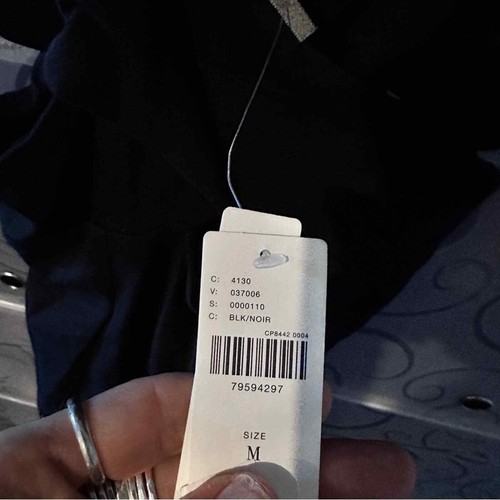 C: 4130
V: 037006
S: 0000110
C: BLK/NOIR
CP8442 0004
79594297
SIZE
M